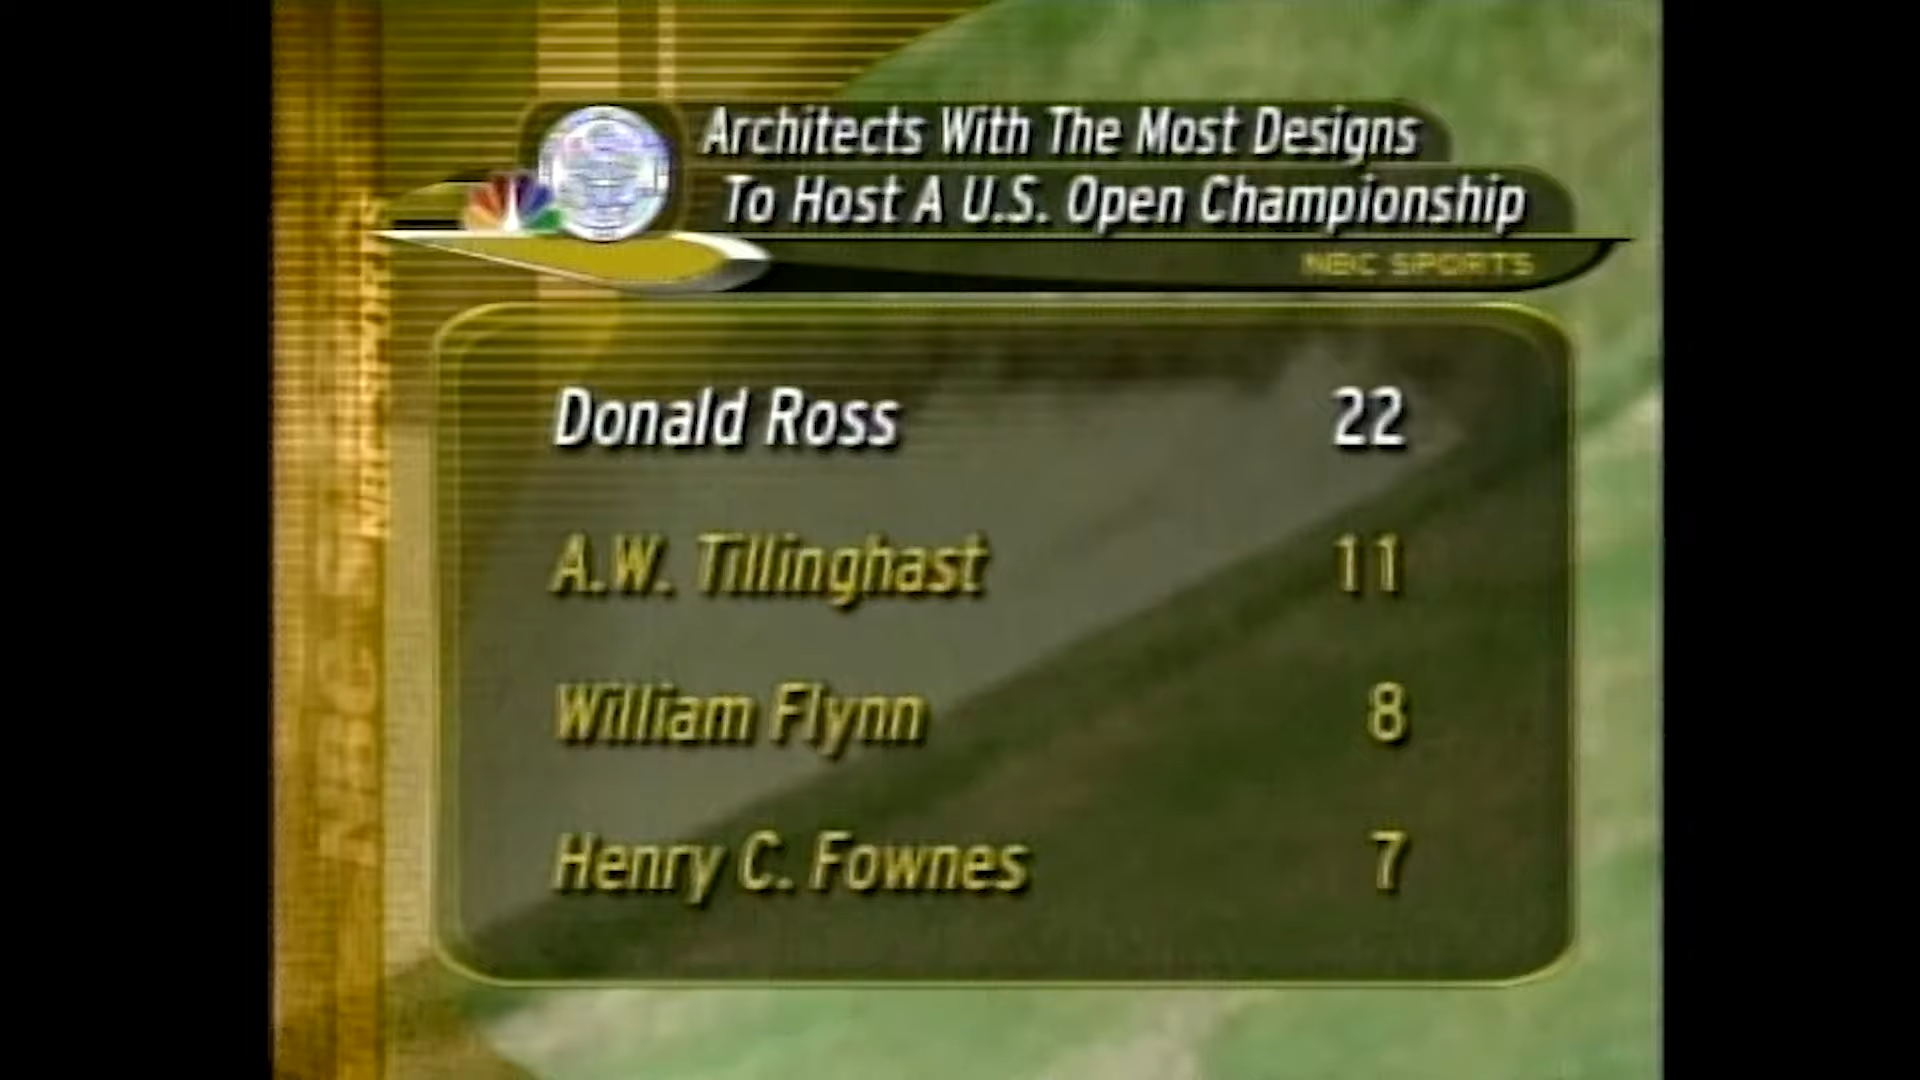 Architects With The Most Designs
To Host A U.S. Open Championship
NBC SPORTS
Donald Ross 22
A.W. Tillinghast 11
William Flynn 8
Henry C. Fownes 7